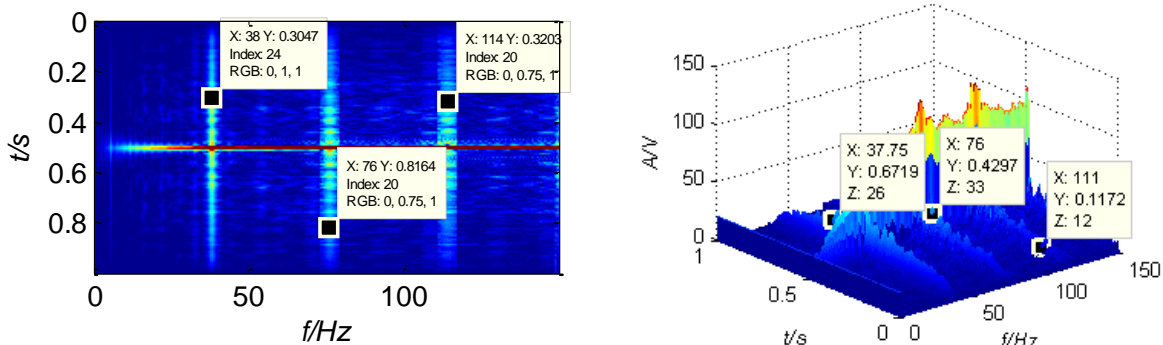 0
0.2
0.4
0.6
0.8
t/s
0
50
100
f/Hz
X: 38 Y: 0.3047
Index 24
RGB: 0, 1, 1
X: 114 Y: 0.3203
Index 20
RGB: 0, 0.75, 1
X: 76 Y: 0.8164
Index 20
RGB: 0, 0.75, 1
150
100
50
0
A/V
1
0.5
0
t/s
0
50
100
150
f/Hz
X: 37.75
Y: 0.6719
Z: 26
X: 76
Y: 0.4297
Z: 33
X: 111
Y: 0.1172
Z: 12